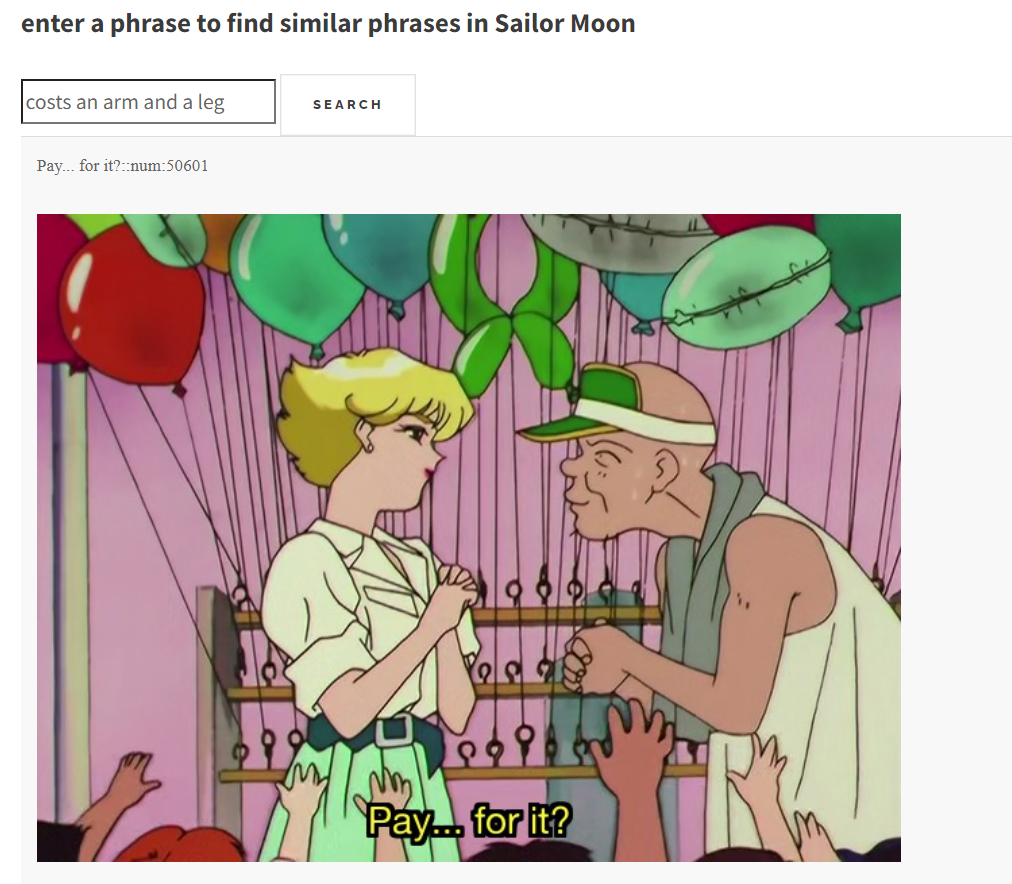 enter a phrase to find similar phrases in Sailor Moon
costs an arm and a leg
SEARCH
Pay... for it?::num:50601
Pay... for it?